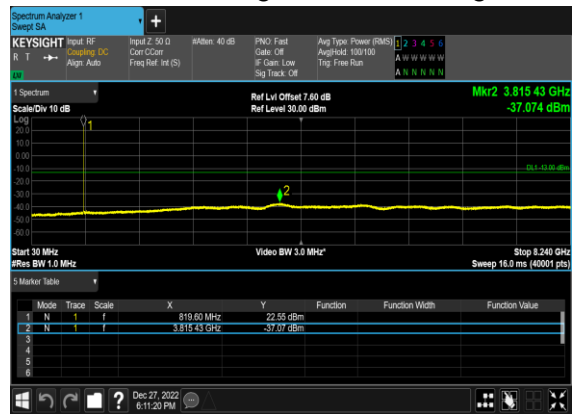 Spectrum Analyzer 1
Swept SA
KEYSIGHT Input: RF Input Z: 50 Ω #Atten: 40 dB PNO: Fast Avg Type: Power (RMS) 1 2 3 4 5 6
R T Coupling: DC Corr CCorr Gate: Off Avg|Hold: 100/100 A W W W W W
Align: Auto Freq Ref: Int (S) IF Gain: Low Trig: Free Run
Sig Track: Off A N N N N N
1 Spectrum Ref Lvl Offset 7.60 dB Mkr2 3.815 43 GHz
Scale/Div 10 dB Ref Level 30.00 dBm -37.074 dBm
Log
1
20.0
10.0
0.00
-10.0 DL1 -13.00 dBm
-20.0
-30.0 2
-40.0
-50.0
-60.0
Start 30 MHz Video BW 3.0 MHz* Stop 8.240 GHz
#Res BW 1.0 MHz Sweep 16.0 ms (40001 pts)
5 Marker Table
Mode Trace Scale X Y Function Function Width Function Value
1 N 1 f 819.60 MHz 22.55 dBm
2 N 1 f 3.815 43 GHz -37.07 dBm
3
4
5
6
? Dec 27, 2022
6:11:20 PM